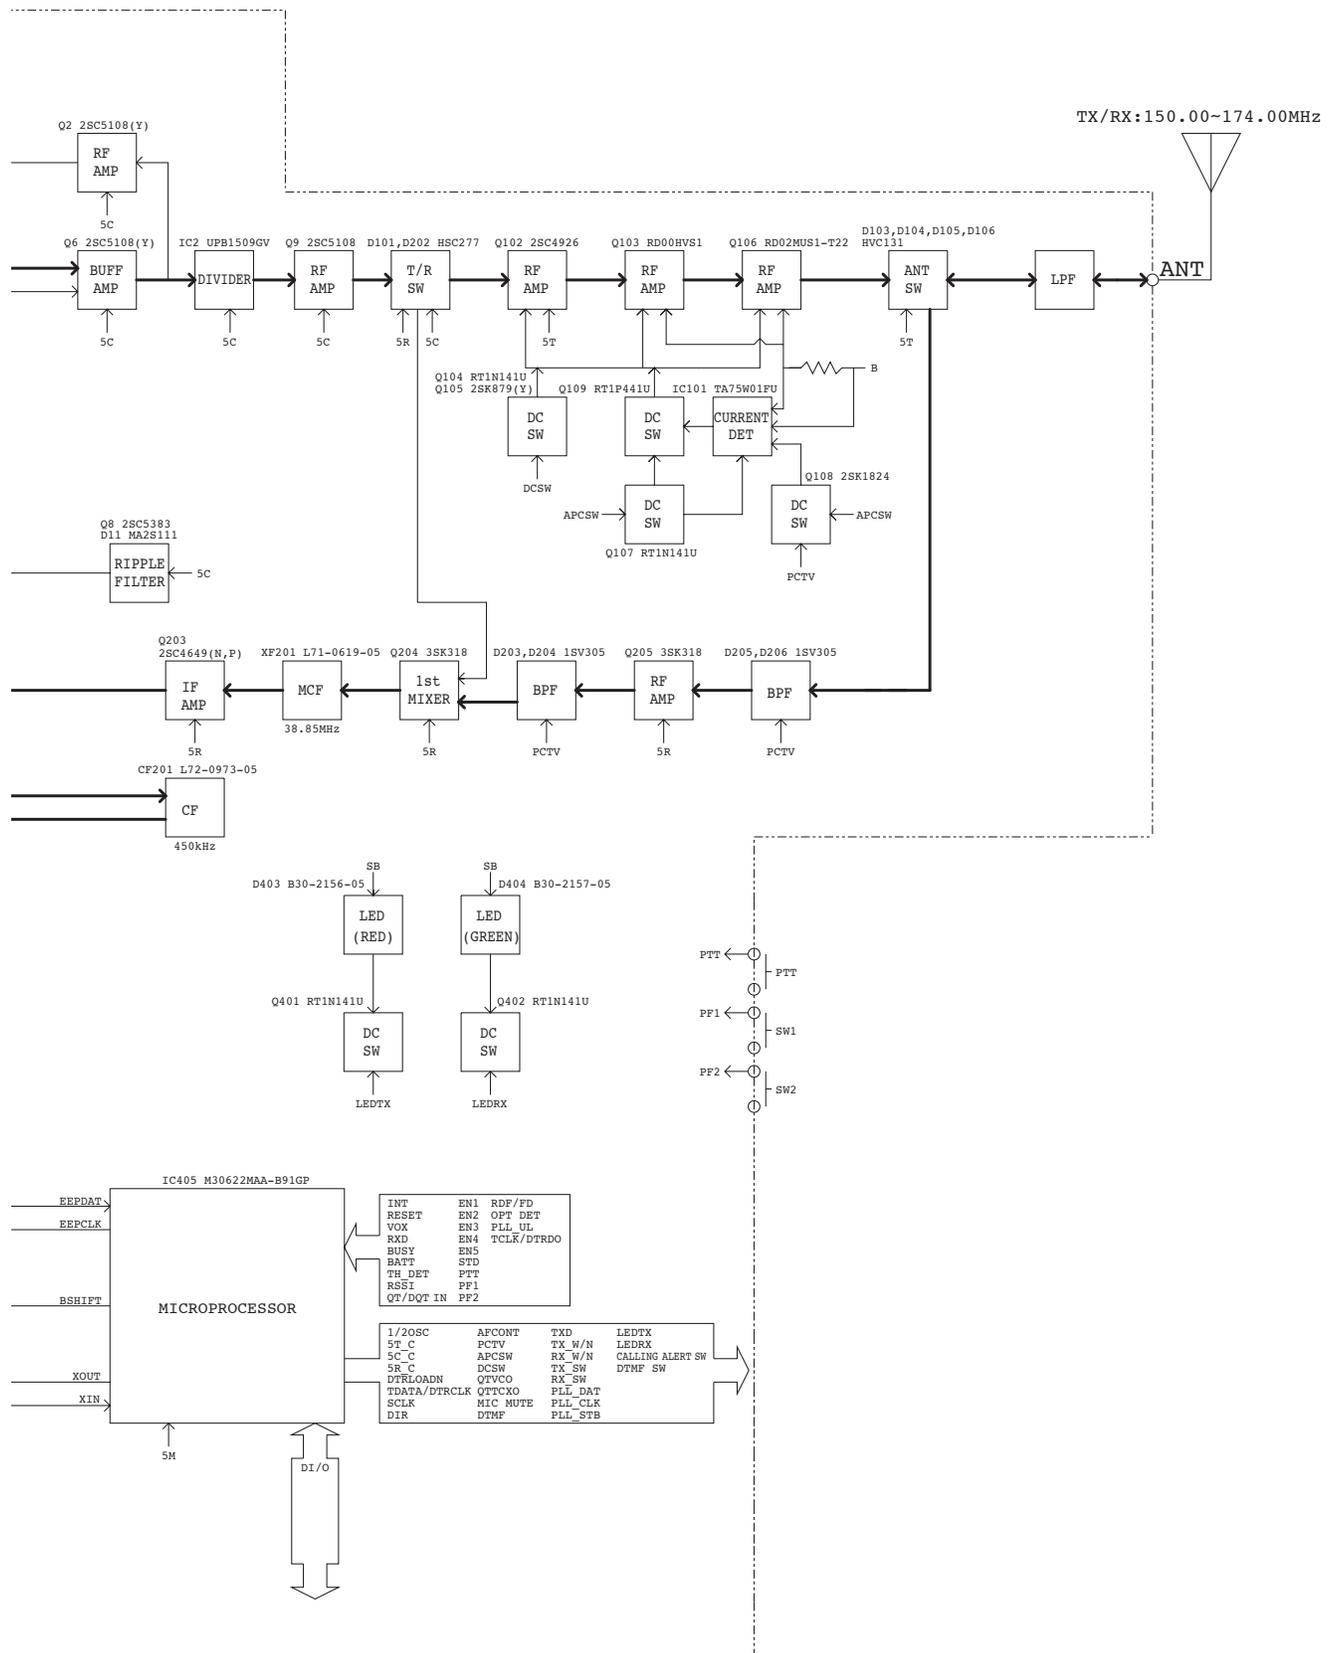 TX/RX:150.00~174.00MHz
Q2 2SC5108(Y)
RF
AMP
5C
Q6 2SC5108(Y)
BUFF
AMP
5C
IC2 UPB1509GV
DIVIDER
5C
Q9 2SC5108
RF
AMP
5C
D101,D202 HSC277
T/R
SW
5R
5C
Q102 2SC4926
RF
AMP
5T
Q103 RD00HVS1
RF
AMP
Q106 RD02MUS1-T22
RF
AMP
D103,D104,D105,D106
HVC131
ANT
SW
5T
LPF
ANT
B
Q104 RT1N141U
Q105 2SK879(Y)
DC
SW
DCSW
Q109 RT1P441U
DC
SW
IC101 TA75W01FU
CURRENT
DET
Q108 2SK1824
DC
SW
APCSW
PCTV
APCSW
DC
SW
Q107 RT1N141U
Q8 2SC5383
D11 MA2S111
RIPPLE
FILTER
5C
Q203
2SC4649(N,P)
IF
AMP
5R
XF201 L71-0619-05
MCF
38.85MHz
Q204 3SK318
1st
MIXER
5R
D203,D204 1SV305
BPF
PCTV
Q205 3SK318
RF
AMP
5R
D205,D206 1SV305
BPF
PCTV
CF201 L72-0973-05
CF
450kHz
SB
D403 B30-2156-05
LED
(RED)
Q401 RT1N141U
DC
SW
LEDTX
SB
D404 B30-2157-05
LED
(GREEN)
Q402 RT1N141U
DC
SW
LEDRX
PTT
PTT
PF1
SW1
PF2
SW2
IC405 M30622MAA-B91GP
EEPDAT
EEPCLK
BSHIFT
XOUT
XIN
MICROPROCESSOR
5M
DI/O
INT EN1 RDF/FD
RESET EN2 OPT DET
VOX EN3 PLL_UL
RXD EN4 TCLK/DTRDO
BUSY EN5
BATT STD
TH_DET PTT
RSSI PF1
QT/DQT IN PF2
1/2OSC AFCONT TXD LEDTX
5T_C PCTV TX_W/N LEDRX
5C_C APCSW RX_W/N CALLING ALERT SW
5R_C DCSW TX_SW DTMF SW
DTRLOADN QTVCO RX_SW
TDATA/DTRCLK QTTCXO PLL_DAT
SCLK MIC MUTE PLL_CLK
DIR DTMF PLL_STB